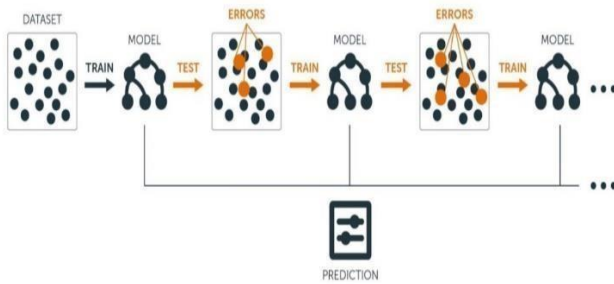 DATASET
ERRORS
ERRORS
MODEL
MODEL
MODEL
TRAIN
TEST
TRAIN
TEST
TRAIN
PREDICTION